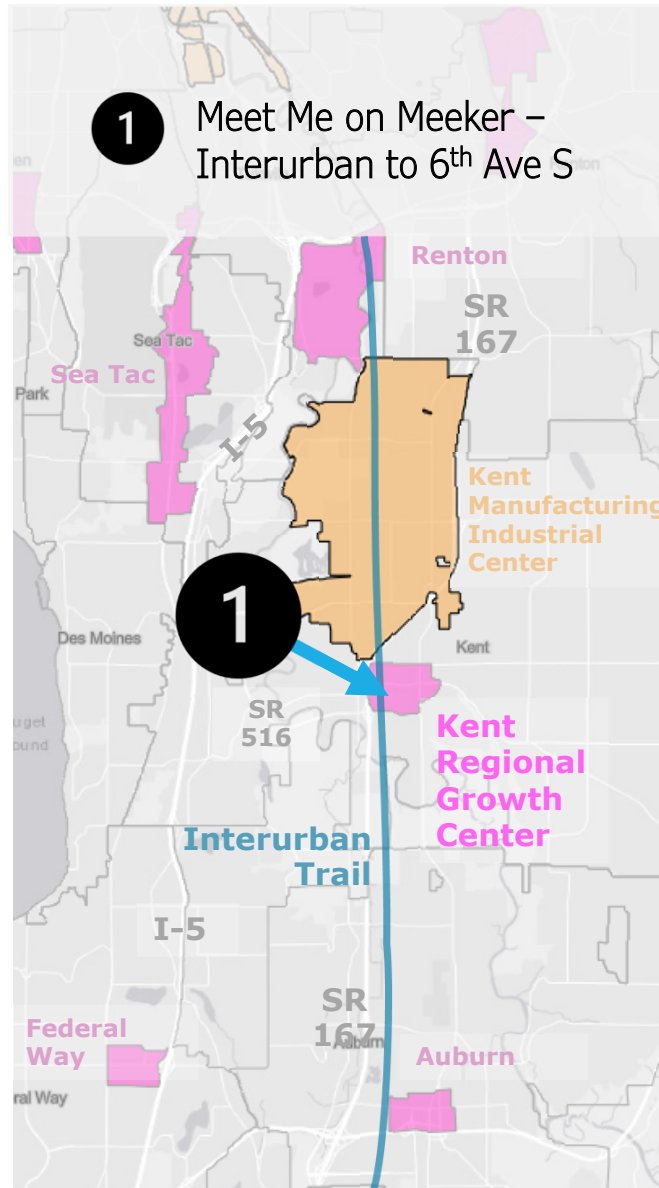 1
Meet Me on Meeker –
Interurban to 6th Ave S
Renton
SR
167
Sea Tac
Sea Tac
Park
I-5
Kent
Manufacturing
Industrial
Center
1
Des Moines
Kent
SR
516
Kent
Regional
Growth
Center
Interurban
Trail
I-5
SR
167
Auburn
Federal
Way
Auburn
ral Way